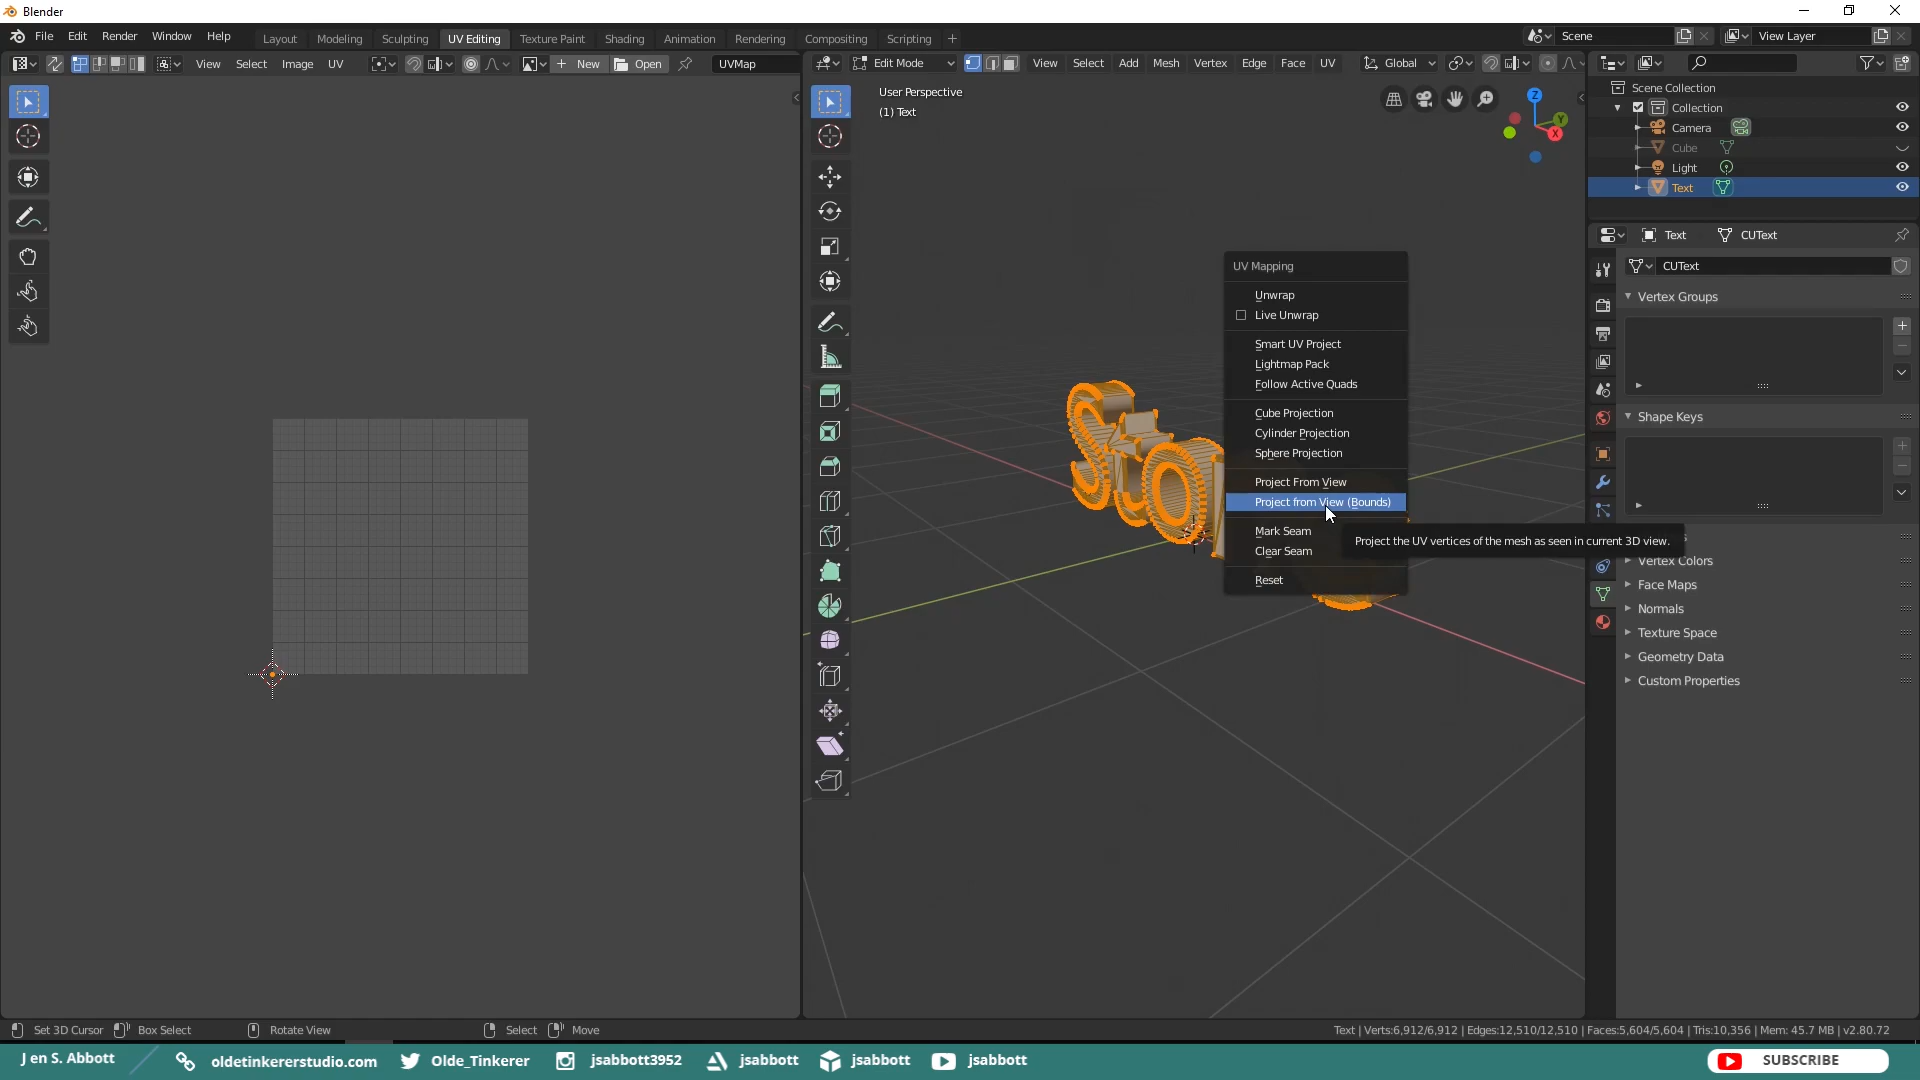 Blender
File Edit Render Window Help
Layout Modeling Sculpting UV Editing Texture Paint Shading Animation Rendering Compositing Scripting +
Scene
View Layer
View Select Image UV
+ New Open
UVMap
Edit Mode
View Select Add Mesh Vertex Edge Face UV
Global
User Perspective
(1) Text
Z
Y
X
Scene Collection
Collection
Camera
Cube
Light
Text
Text CUText
CUText
Vertex Groups
Shape Keys
Vertex Colors
Face Maps
Normals
Texture Space
Geometry Data
Custom Properties
UV Mapping
Unwrap
Live Unwrap
Smart UV Project
Lightmap Pack
Follow Active Quads
Cube Projection
Cylinder Projection
Sphere Projection
Project From View
Project from View (Bounds)
Mark Seam
Clear Seam
Reset
Project the UV vertices of the mesh as seen in current 3D view.
Set 3D Cursor Box Select Rotate View Select Move
Text | Verts:6,912/6,912 | Edges:12,510/12,510 | Faces:5,604/5,604 | Tris:10,356 | Mem: 45.7 MB | v2.80.72
J en S. Abbott oldetinkererstudio.com Olde_Tinkerer jsabbott3952 jsabbott jsabbott jsabbott SUBSCRIBE